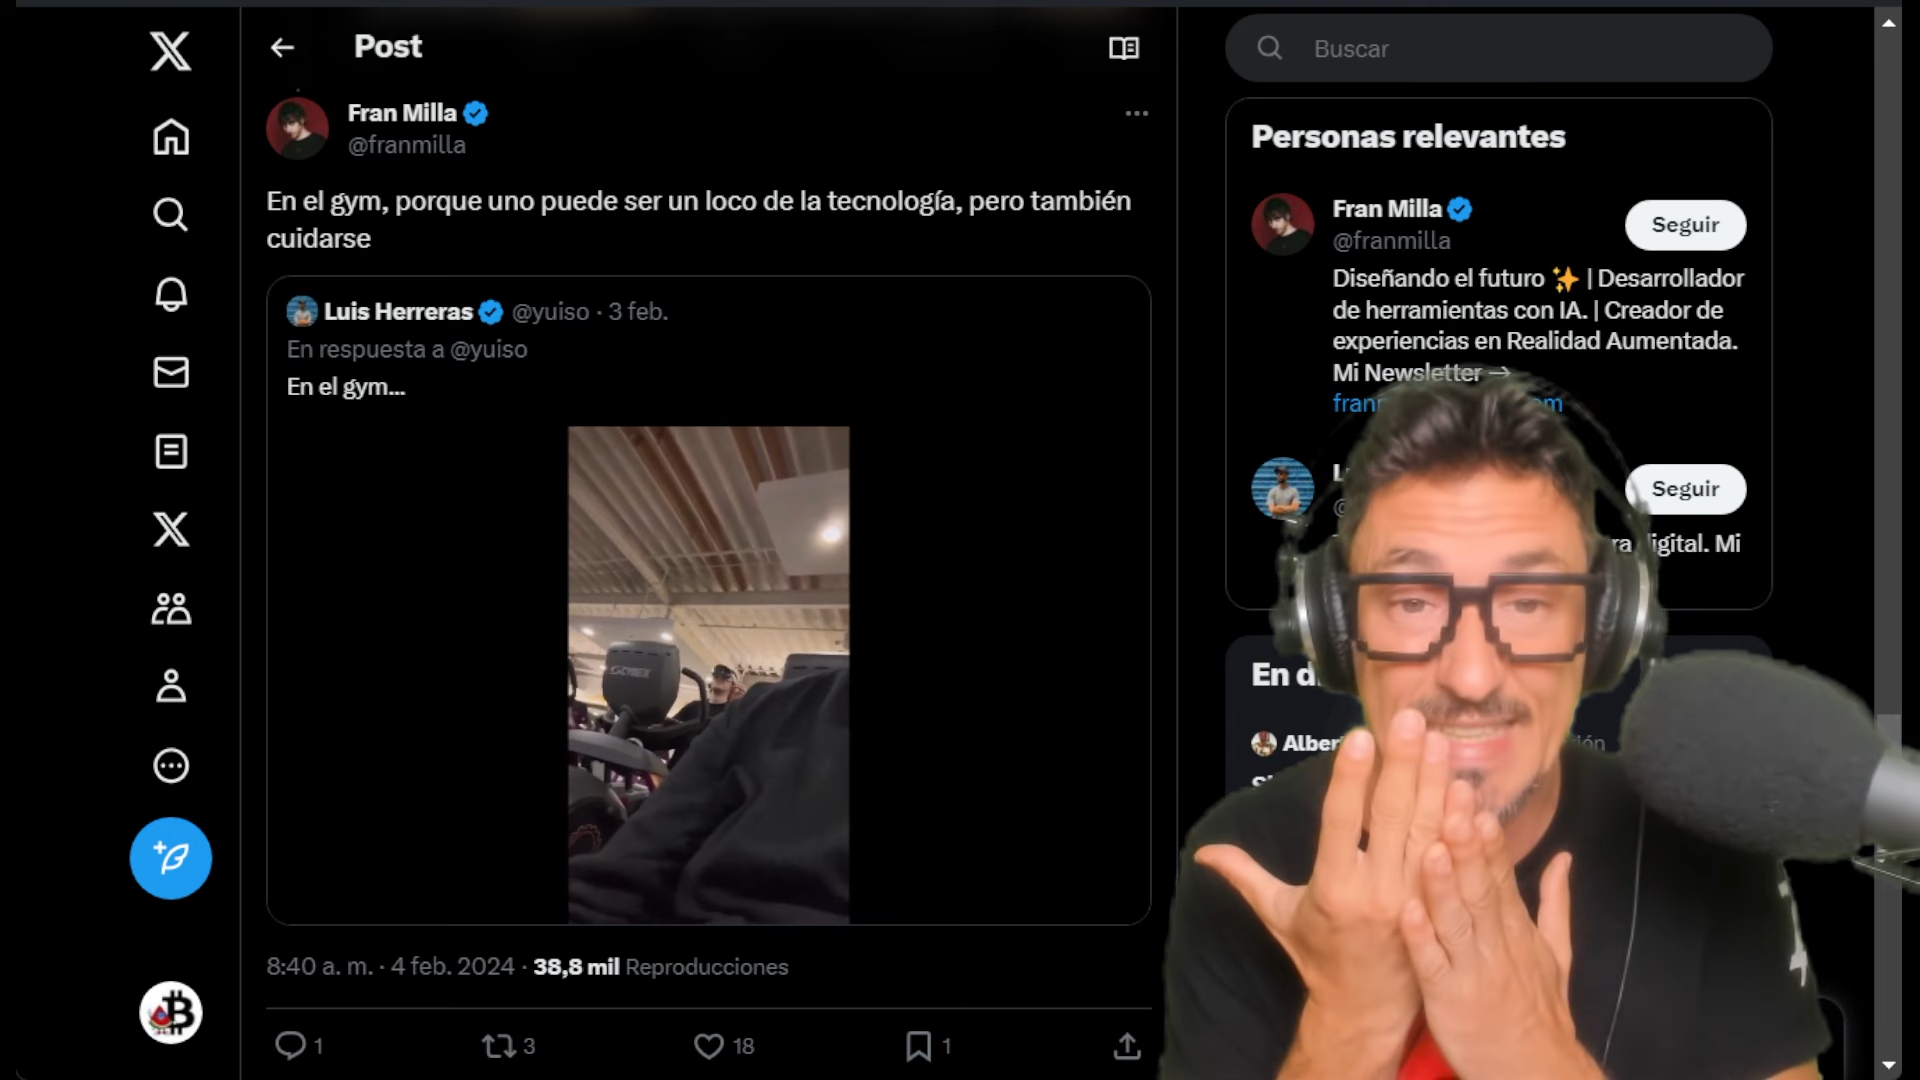 Post
Fran Milla
@franmilla
En el gym, porque uno puede ser un loco de la tecnología, pero también
cuidarse
Luis Herreras @yuiso · 3 feb.
En respuesta a @yuiso
En el gym...
CYBEX
8:40 a. m. · 4 feb. 2024 · 38,8 mil Reproducciones
1
3
18
1
Buscar
Personas relevantes
Fran Milla
@franmilla
Seguir
Diseñando el futuro ✨ | Desarrollador
de herramientas con IA. | Creador de
experiencias en Realidad Aumentada.
Mi Newsletter →
Seguir
digital. Mi
En